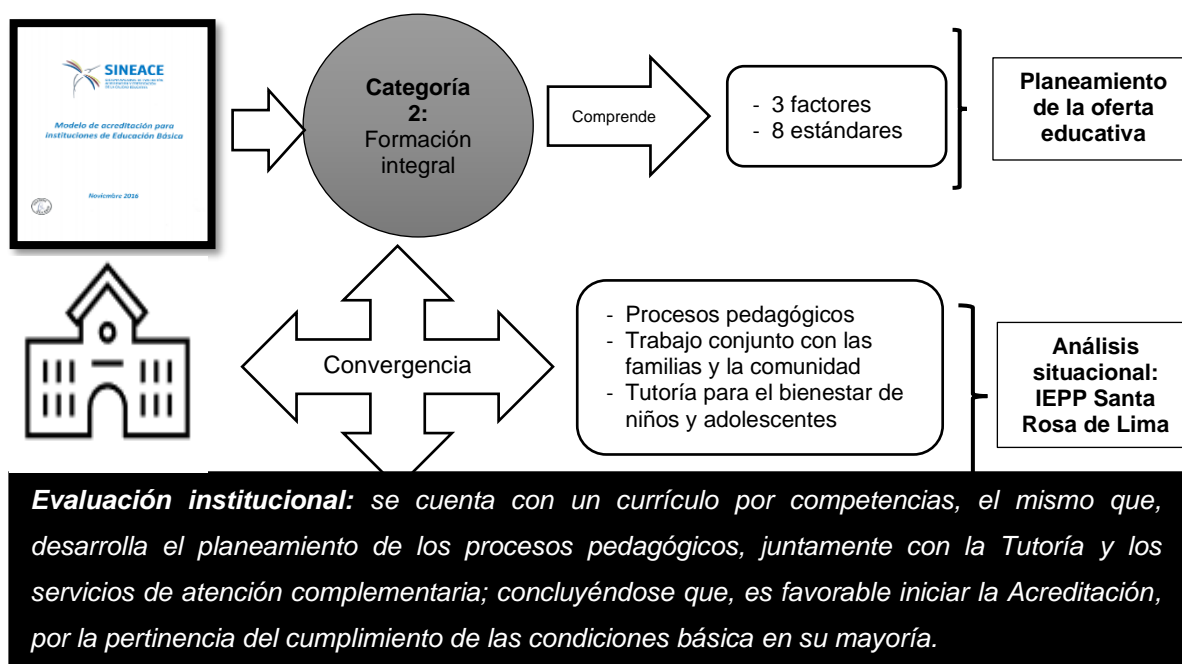 SINEACE
Modelo de acreditación para
instituciones de Educación Básica
Noviembre 2016
Categoría
2:
Formación
integral
Comprende
- 3 factores
- 8 estándares
Planeamiento
de la oferta
educativa
Convergencia
- Procesos pedagógicos
- Trabajo conjunto con las
familias y la comunidad
- Tutoría para el bienestar de
niños y adolescentes
Análisis
situacional:
IEPP Santa
Rosa de Lima
Evaluación institucional: se cuenta con un currículo por competencias, el mismo que,
desarrolla el planeamiento de los procesos pedagógicos, juntamente con la Tutoría y los
servicios de atención complementaria; concluyéndose que, es favorable iniciar la Acreditación,
por la pertinencia del cumplimiento de las condiciones básica en su mayoría.